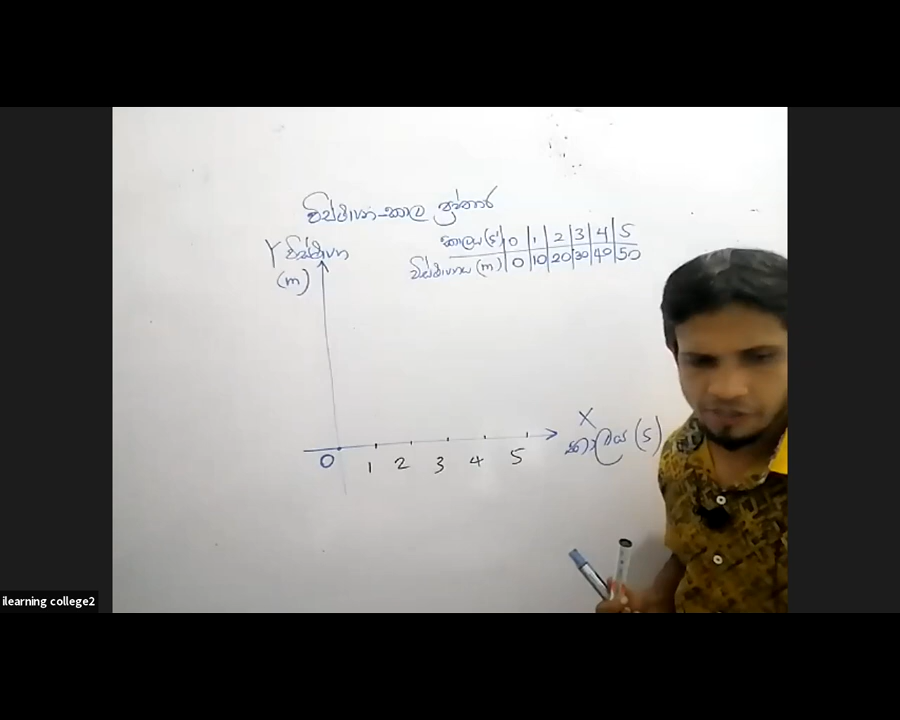 විස්ථාපන-කාල ප්‍රස්තාර
කාලය (s) 0 1 2 3 4 5
විස්ථාපනය (m) 0 10 20 30 40 50
Y විස්ථාපන
(m)
X
කාලය (s)
0 1 2 3 4 5
ilearning college2